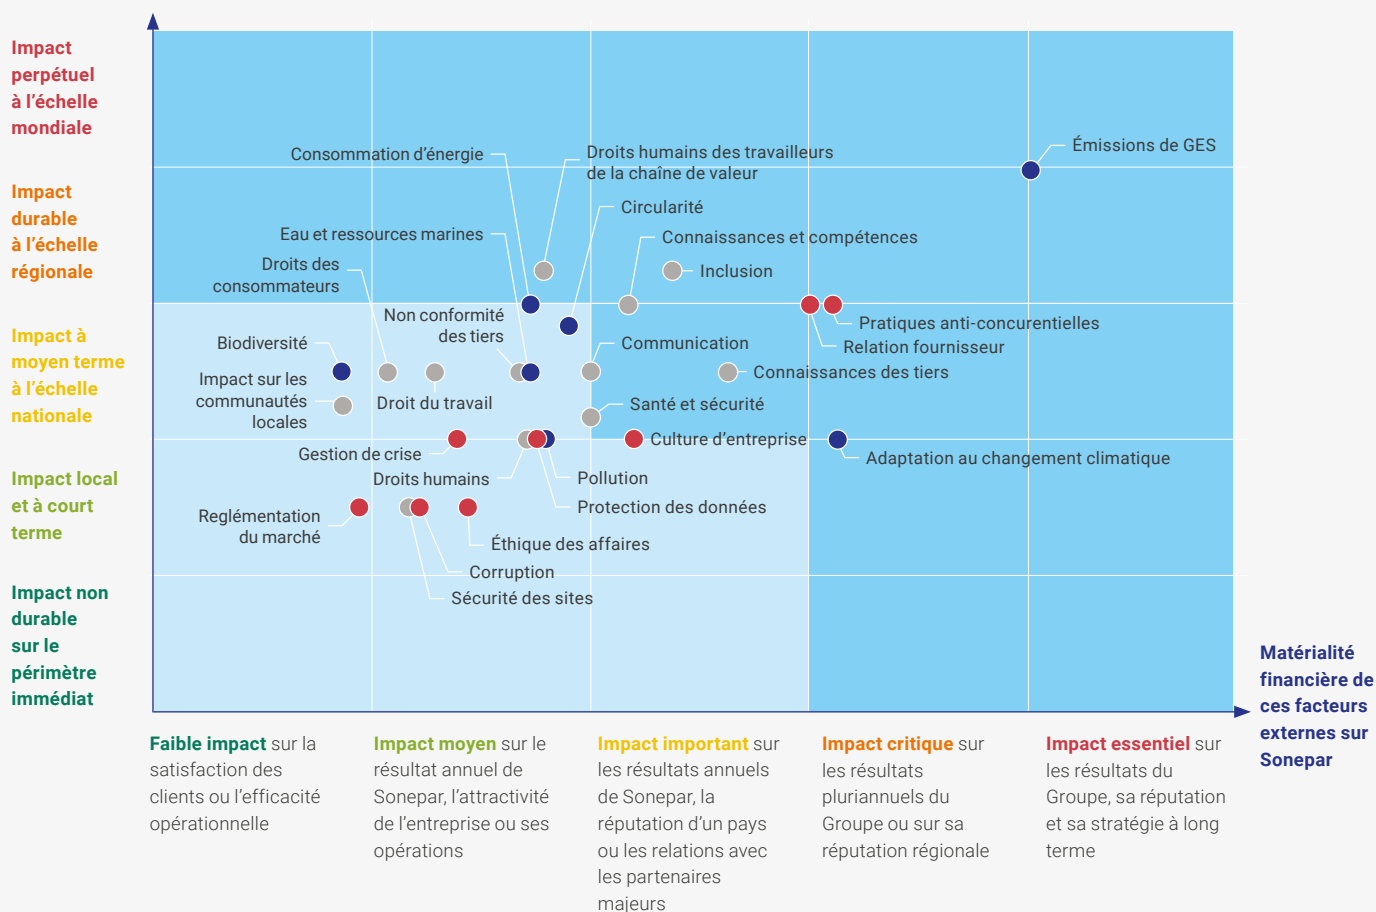 Impact
perpétuel
à l’échelle
mondiale
Impact
durable
à l’échelle
régionale
Impact à
moyen terme
à l’échelle
nationale
Impact local
et à court
terme
Impact non
durable
sur le
périmètre
immédiat
Consommation d’énergie
Droits humains des travailleurs
de la chaîne de valeur
Émissions de GES
Circularité
Eau et ressources marines
Connaissances et compétences
Droits des
consommateurs
Inclusion
Non conformité
des tiers
Pratiques anti-concurentielles
Relation fournisseur
Biodiversité
Communication
Impact sur les
communautés
locales
Droit du travail
Connaissances des tiers
Santé et sécurité
Gestion de crise
Culture d’entreprise
Adaptation au changement climatique
Droits humains
Pollution
Protection des données
Reglémentation
du marché
Éthique des affaires
Corruption
Sécurité des sites
Matérialité
financière de
ces facteurs
externes sur
Sonepar
Faible impact sur la
satisfaction des
clients ou l’efficacité
opérationnelle
Impact moyen sur le
résultat annuel de
Sonepar, l’attractivité
de l’entreprise ou ses
opérations
Impact important sur
les résultats annuels
de Sonepar, la
réputation d’un pays
ou les relations avec
les partenaires
majeurs
Impact critique sur
les résultats
pluriannuels du
Groupe ou sur sa
réputation régionale
Impact essentiel sur
les résultats du
Groupe, sa réputation
et sa stratégie à long
terme